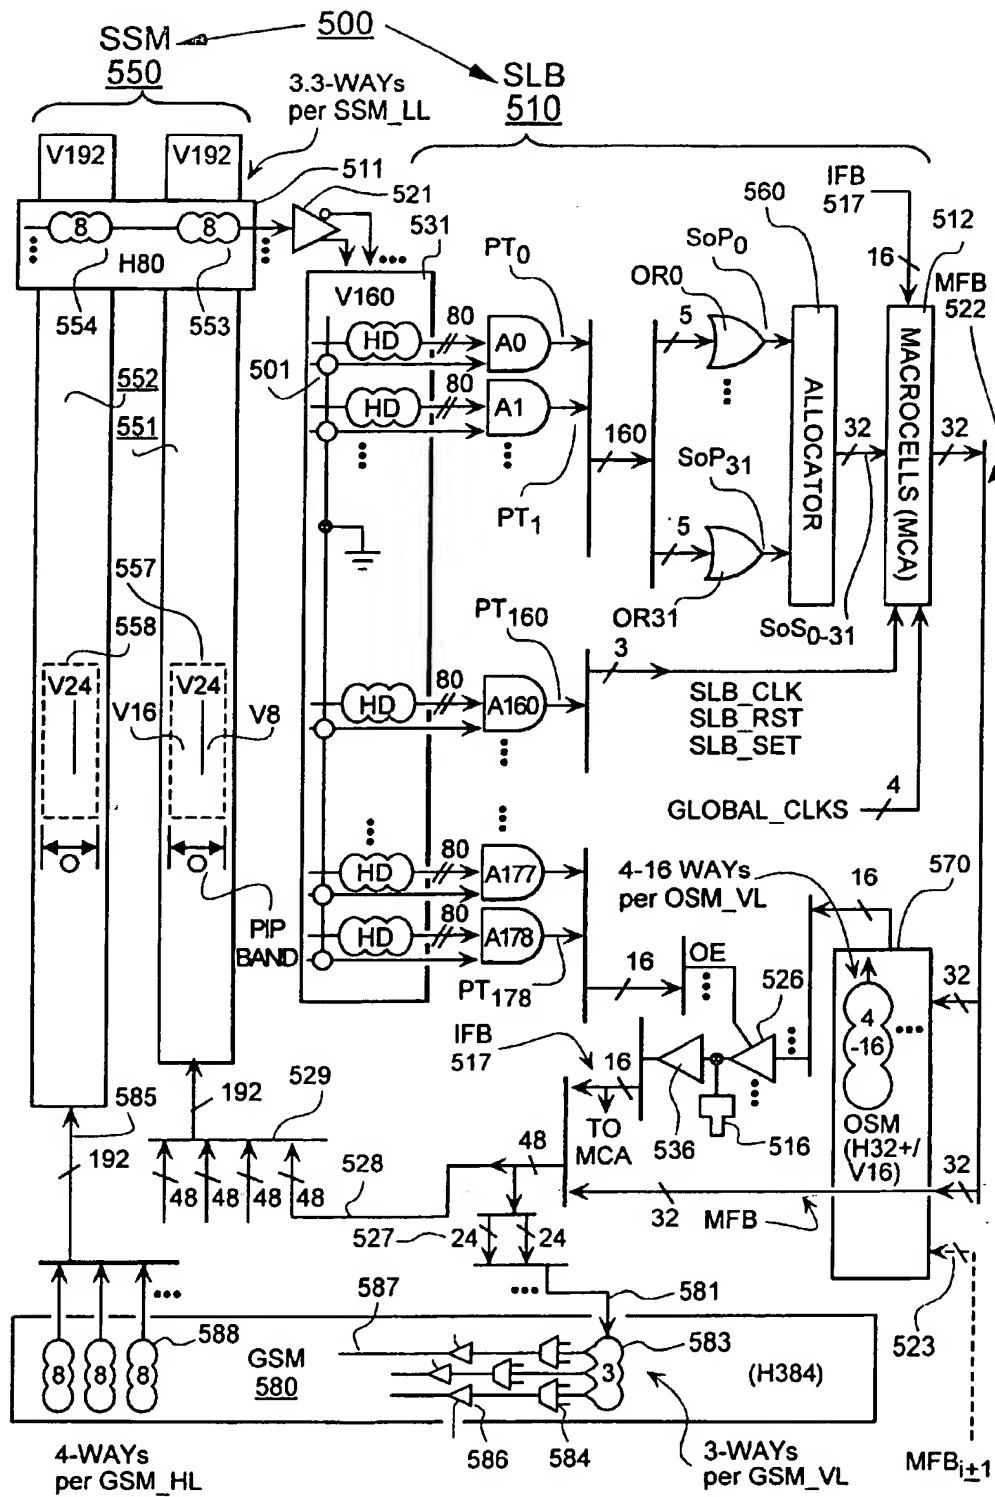 SSM
550
500
SLB
510
3.3-WAYs
per SSM_LL
V192
V192
511
521
531
8
8
H80
554
553
V160
PT0
SoP0
OR0
560
IFB
517
16
512
MFB
522
HD
80
A0
5
501
HD
80
A1
552
551
160
SoP31
ALLOCATOR
32
MACROCELLS (MCA)
32
PT1
5
557
558
OR31
SoS0-31
PT160
3
V24
V24
V16
V8
HD
80
A160
SLB_CLK
SLB_RST
SLB_SET
GLOBAL_CLKS
4
HD
80
A177
4-16 WAYs
per OSM_VL
16
570
PIP
BAND
HD
80
A178
PT178
16
OE
526
32
4
-16
IFB
517
16
585
192
529
192
TO
MCA
536
516
OSM
(H32+/
V16)
48
48
48
48
528
48
32
32
MFB
527
24
24
587
581
523
588
8
8
8
GSM
580
583
3
(H384)
586
584
4-WAYs
per GSM_HL
3-WAYs
per GSM_VL
MFBi±1